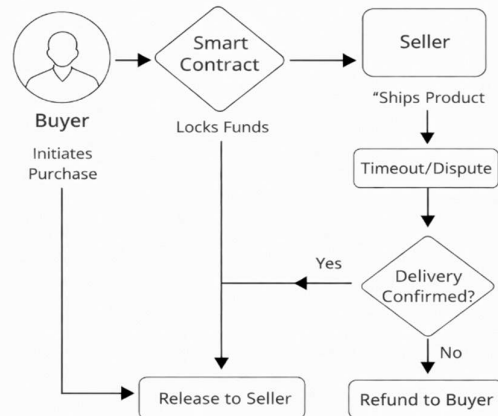 Smart
Contract
Seller
Buyer
Locks Funds
“Ships Product
Initiates
Purchase
Timeout/Dispute
Yes
Delivery
Confirmed?
No
Release to Seller
Refund to Buyer